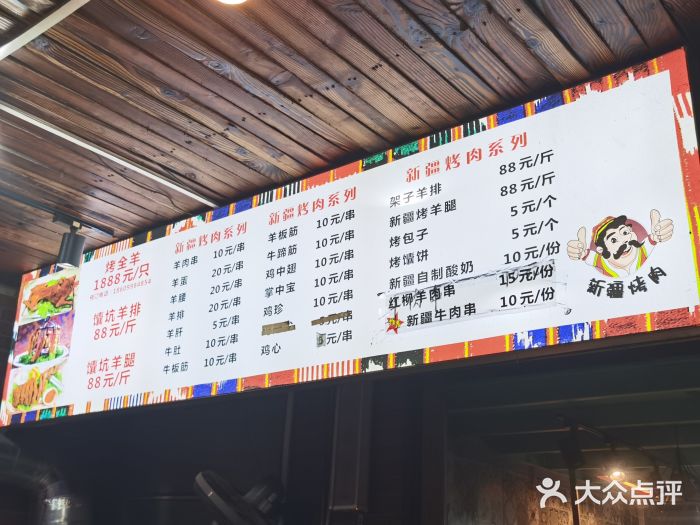 烤全羊
1888元/只
馕坑羊排
88元/斤
馕坑羊腿
88元/斤
新疆烤肉系列
羊肉串 10元/串
羊蛋 20元/串
羊腰 20元/串
羊排 20元/串
羊肝 5元/串
牛肚 10元/串
牛板筋 10元/串
新疆烤肉系列
羊板筋 10元/串
牛蹄筋 10元/串
鸡中翅 10元/串
掌中宝 10元/串
鸡珍 10元/串
元/串
鸡心 5元/串
新疆烤肉系列
架子羊排 88元/斤
新疆烤羊腿 88元/斤
烤包子 5元/个
烤馕饼 5元/个
新疆自制酸奶 10元/份
红柳羊肉串 15元/份
新疆牛肉串 10元/份
新疆烤肉
大众点评